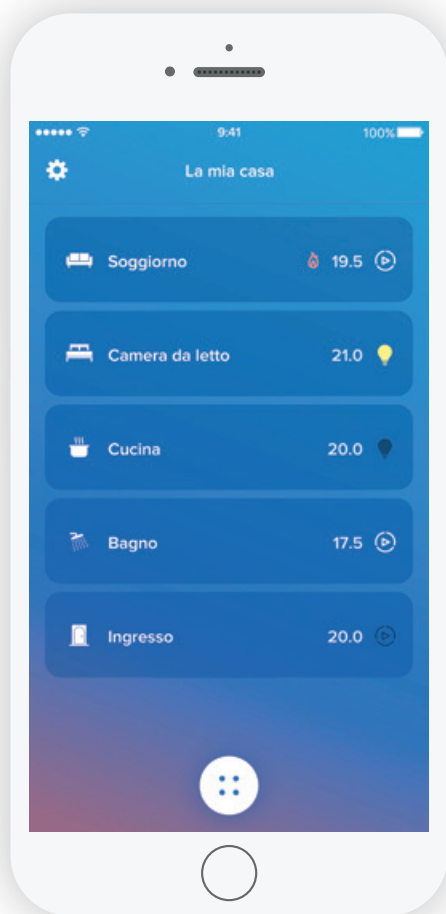 9:41
100%
La mia casa
Soggiorno 19.5
Camera da letto 21.0
Cucina 20.0
Bagno 17.5
Ingresso 20.0